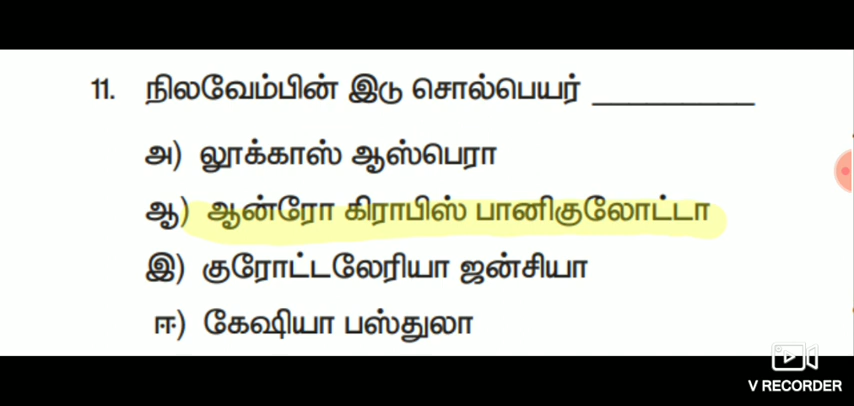 11. நிலவேம்பின் இடு சொல்பெயர் __________
அ) லூக்காஸ் ஆஸ்பெரா
ஆ) ஆன்ரோ கிராபிஸ் பானிகுலோட்டா
இ) குரோட்டலேரியா ஜன்சியா
ஈ) கேஷியா பஸ்துலா
V RECORDER